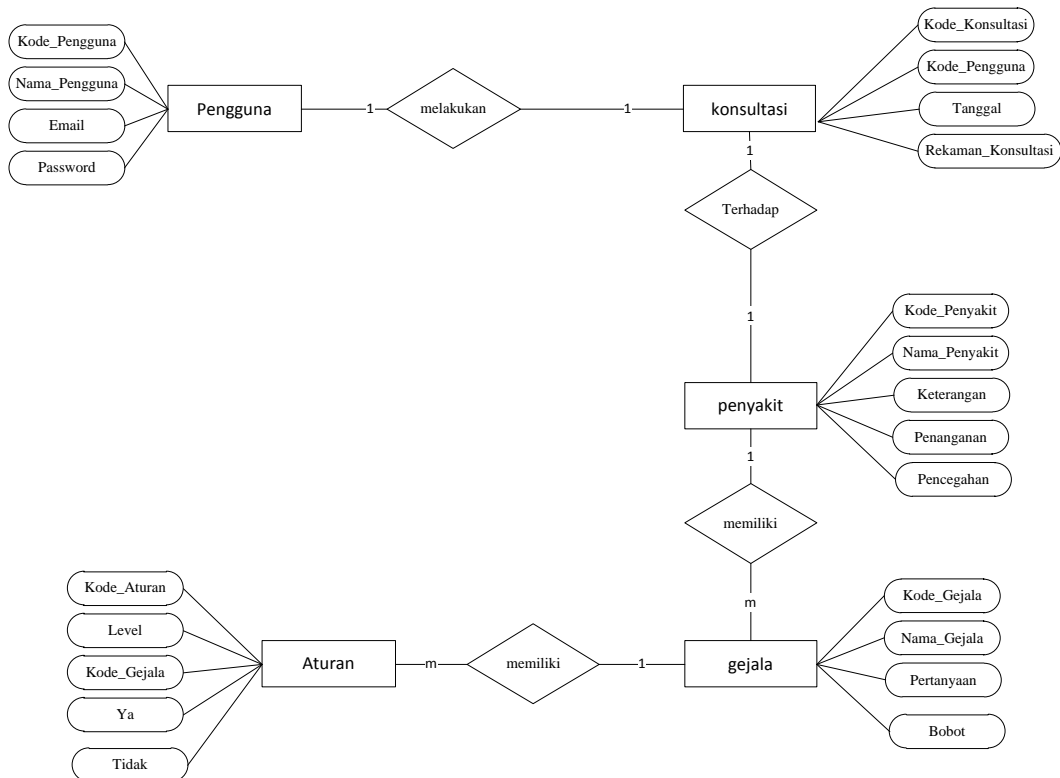 Kode_Pengguna
Nama_Pengguna
Email
Password
Pengguna
1
melakukan
1
konsultasi
Kode_Konsultasi
Kode_Pengguna
Tanggal
Rekaman_Konsultasi
1
Terhadap
1
penyakit
Kode_Penyakit
Nama_Penyakit
Keterangan
Penanganan
Pencegahan
1
memiliki
m
Kode_Aturan
Level
Kode_Gejala
Ya
Tidak
Aturan
m
memiliki
1
gejala
Kode_Gejala
Nama_Gejala
Pertanyaan
Bobot